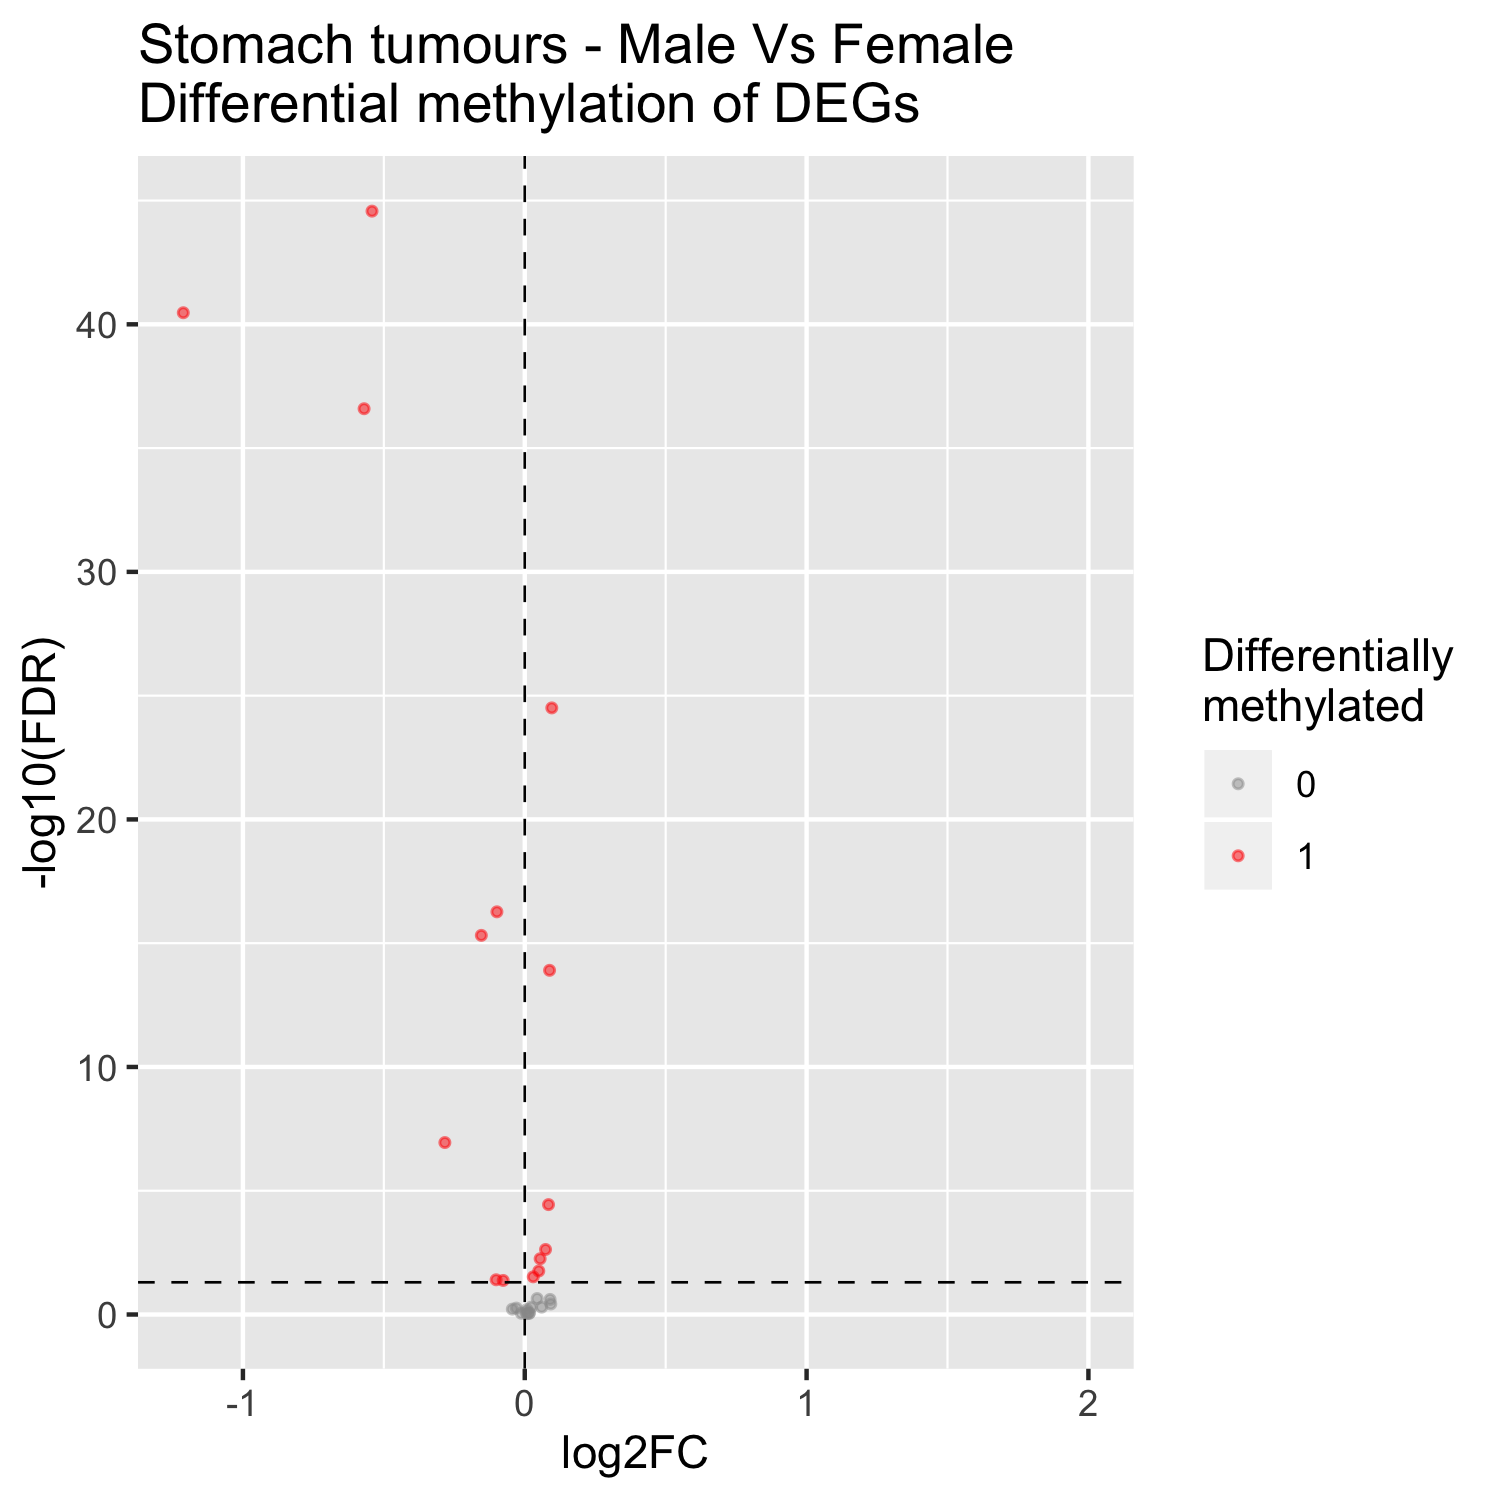 Stomach tumours - Male Vs Female
Differential methylation of DEGs
40
30
20
10
0
-log10(FDR)
-1
0
1
2
log2FC
Differentially
methylated
0
1